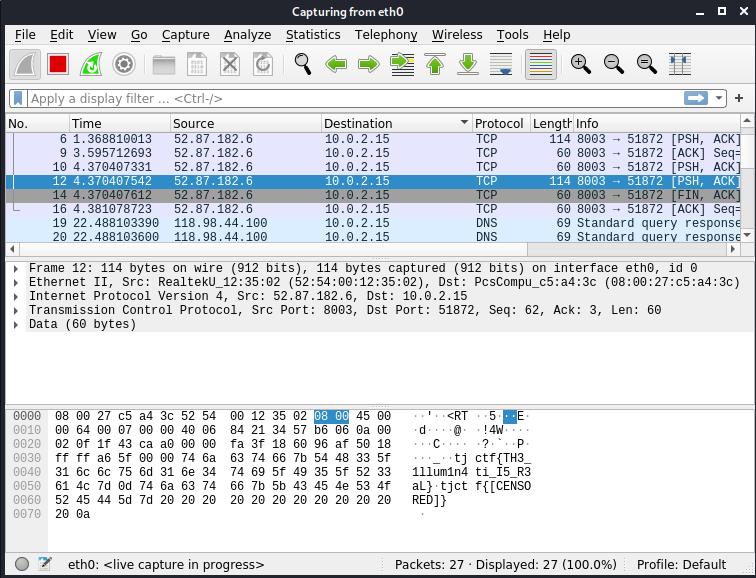 Capturing from eth0
File Edit View Go Capture Analyze Statistics Telephony Wireless Tools Help
Apply a display filter ... <Ctrl-/>
No. Time Source Destination Protocol Length Info
6 1.368810013 52.87.182.6 10.0.2.15 TCP 114 8003 → 51872 [PSH, ACK]
9 3.595712693 52.87.182.6 10.0.2.15 TCP 60 8003 → 51872 [ACK] Seq=
10 4.370407331 52.87.182.6 10.0.2.15 TCP 60 8003 → 51872 [PSH, ACK]
12 4.370407542 52.87.182.6 10.0.2.15 TCP 114 8003 → 51872 [PSH, ACK]
14 4.370407612 52.87.182.6 10.0.2.15 TCP 60 8003 → 51872 [FIN, ACK]
16 4.381078723 52.87.182.6 10.0.2.15 TCP 60 8003 → 51872 [ACK] Seq=
19 22.488103390 118.98.44.100 10.0.2.15 DNS 69 Standard query response
20 22.488103600 118.98.44.100 10.0.2.15 DNS 69 Standard query response
Frame 12: 114 bytes on wire (912 bits), 114 bytes captured (912 bits) on interface eth0, id 0
Ethernet II, Src: RealtekU_12:35:02 (52:54:00:12:35:02), Dst: PcsCompu_c5:a4:3c (08:00:27:c5:a4:3c)
Internet Protocol Version 4, Src: 52.87.182.6, Dst: 10.0.2.15
Transmission Control Protocol, Src Port: 8003, Dst Port: 51872, Seq: 62, Ack: 3, Len: 60
Data (60 bytes)
0000 08 00 27 c5 a4 3c 52 54 00 12 35 02 08 00 45 00 ··'··<RT ··5···E·
0010 00 64 00 07 00 00 40 06 84 21 34 57 b6 06 0a 00 ·d····@· ·!4W····
0020 02 0f 1f 43 ca a0 00 00 fa 3f 18 60 96 af 50 18 ···C···· ·?·`··P·
0030 ff ff a6 5f 00 00 74 6a 63 74 66 7b 54 48 33 5f ···_··tj ctf{TH3_
0040 31 6c 6c 75 6d 31 6e 34 74 69 5f 49 35 5f 52 33 1llum1n4 ti_I5_R3
0050 61 4c 7d 0d 74 6a 63 74 66 7b 5b 43 45 4e 53 4f aL}·tjct f{[CENSO
0060 52 45 44 5d 7d 20 20 20 20 20 20 20 20 20 20 20 RED]}
0070 20 0a ·
eth0: <live capture in progress> Packets: 27 · Displayed: 27 (100.0%) Profile: Default